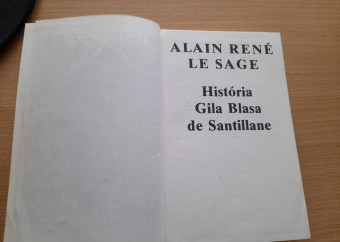 ALAIN RENÉ
LE SAGE
História
Gila Blasa
de Santillane